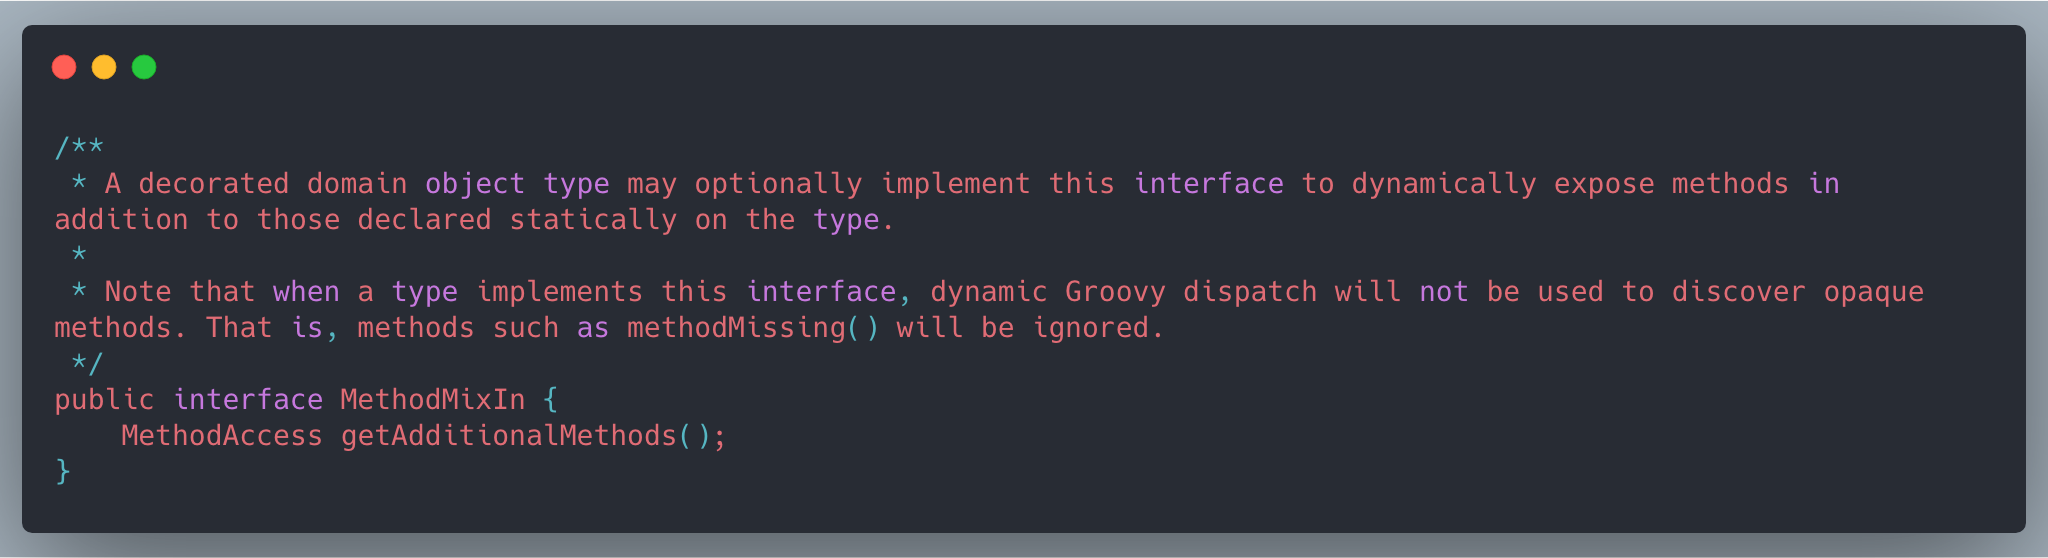 /**
 * A decorated domain object type may optionally implement this interface to dynamically expose methods in
addition to those declared statically on the type.
 *
 * Note that when a type implements this interface, dynamic Groovy dispatch will not be used to discover opaque
methods. That is, methods such as methodMissing() will be ignored.
 */
public interface MethodMixIn {
    MethodAccess getAdditionalMethods();
}